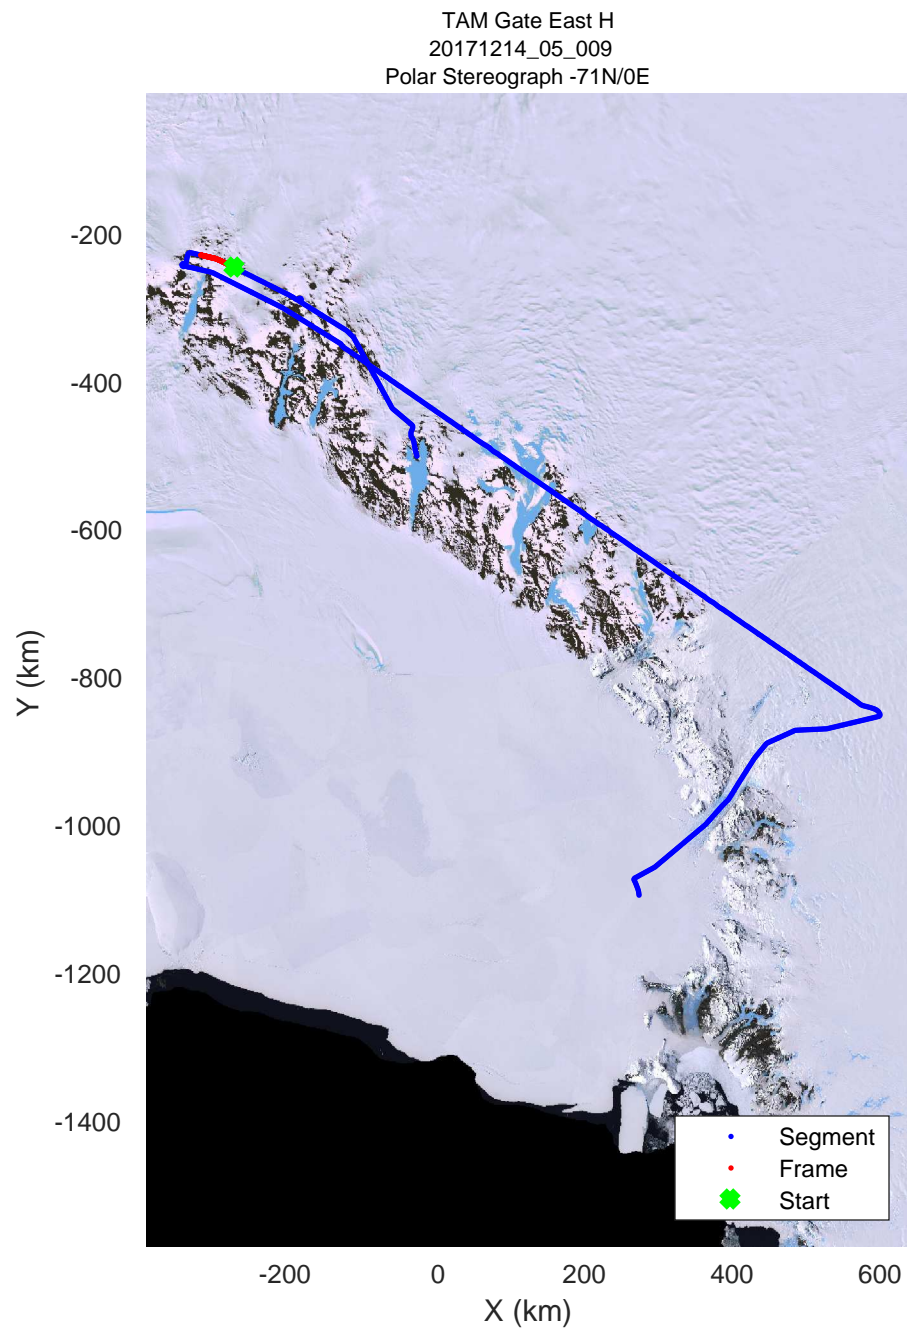 TAM Gate East H
20171214_05_009
Polar Stereograph -71N/0E
-200
-400
-600
-800
-1000
-1200
-1400
Y (km)
Segment
Frame
Start
-200 0 200 400 600
X (km)